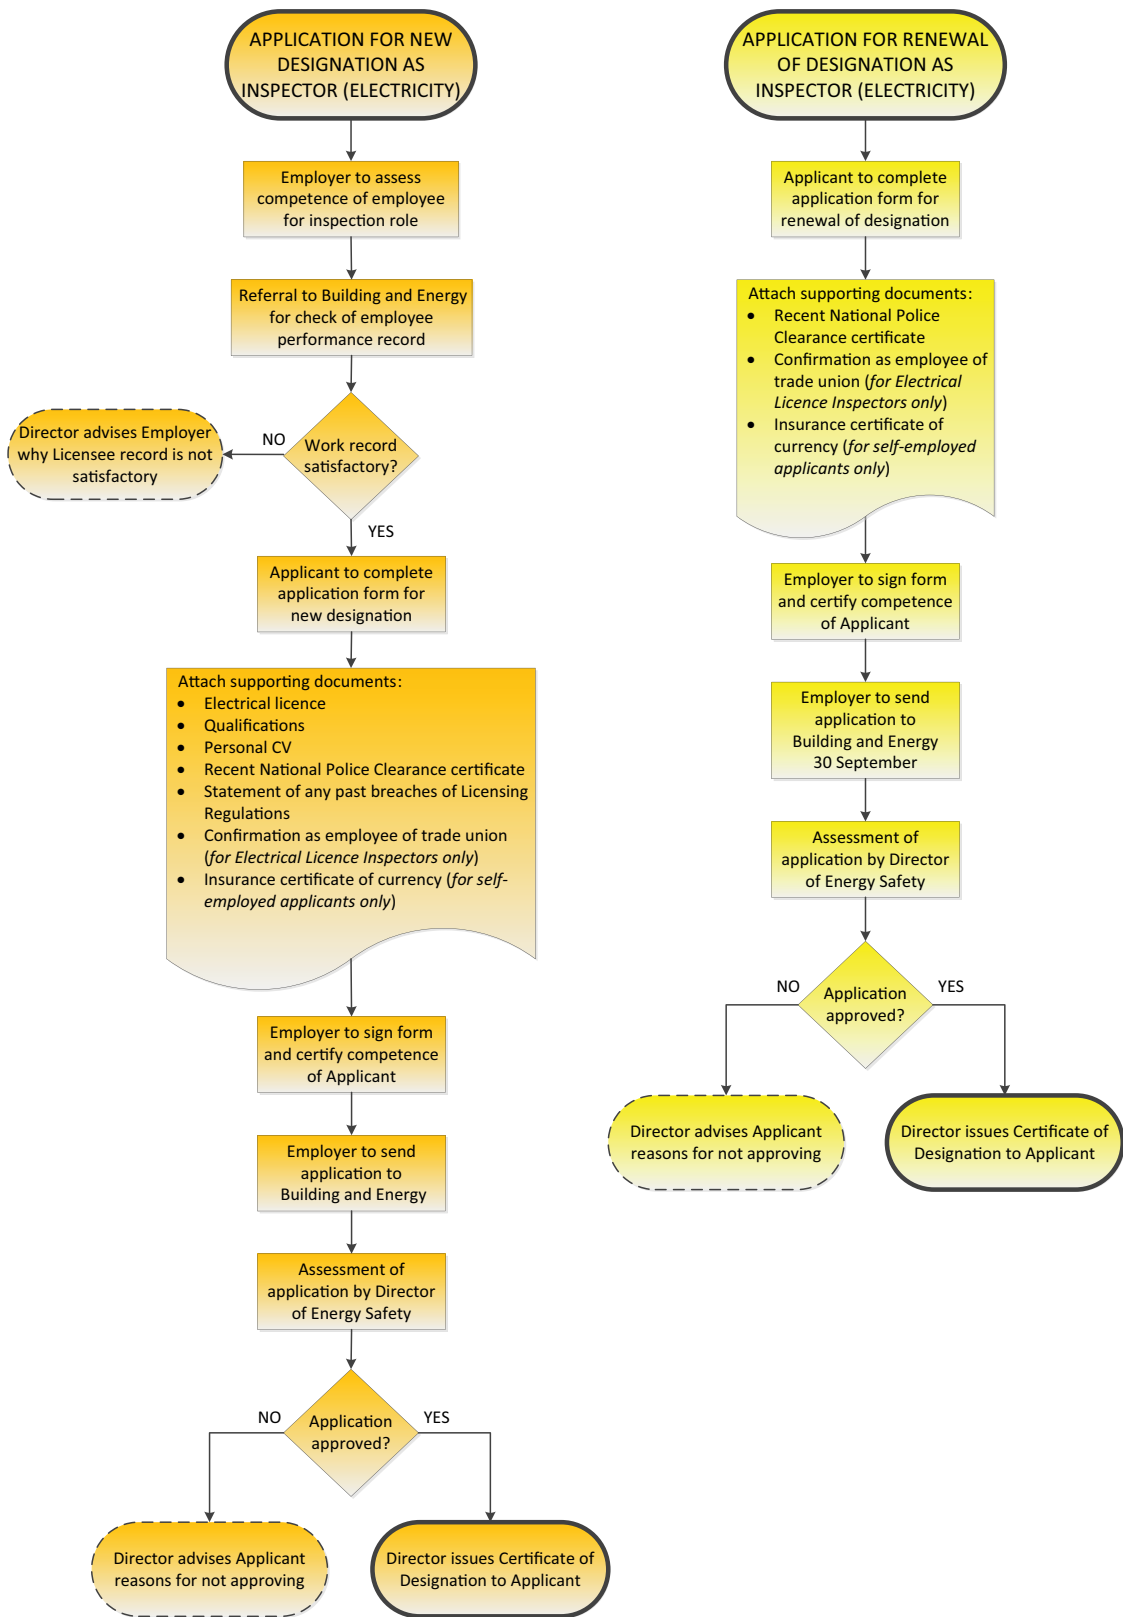 APPLICATION FOR NEW
DESIGNATION AS
INSPECTOR (ELECTRICITY)
Employer to assess
competence of employee
for inspection role
Referral to Building and Energy
for check of employee
performance record
Work record
satisfactory?
NO
Director advises Employer
why Licensee record is not
satisfactory
YES
Applicant to complete
application form for
new designation
Attach supporting documents:
• Electrical licence
• Qualifications
• Personal CV
• Recent National Police Clearance certificate
• Statement of any past breaches of Licensing
Regulations
• Confirmation as employee of trade union
(for Electrical Licence Inspectors only)
• Insurance certificate of currency (for self-
employed applicants only)
Employer to sign form
and certify competence
of Applicant
Employer to send
application to
Building and Energy
Assessment of
application by Director
of Energy Safety
Application
approved?
NO
YES
Director advises Applicant
reasons for not approving
Director issues Certificate of
Designation to Applicant
APPLICATION FOR RENEWAL
OF DESIGNATION AS
INSPECTOR (ELECTRICITY)
Applicant to complete
application form for
renewal of designation
Attach supporting documents:
• Recent National Police
Clearance certificate
• Confirmation as employee of
trade union (for Electrical
Licence Inspectors only)
• Insurance certificate of
currency (for self-employed
applicants only)
Employer to sign form
and certify competence
of Applicant
Employer to send
application to
Building and Energy
30 September
Assessment of
application by Director
of Energy Safety
Application
approved?
NO
YES
Director advises Applicant
reasons for not approving
Director issues Certificate of
Designation to Applicant